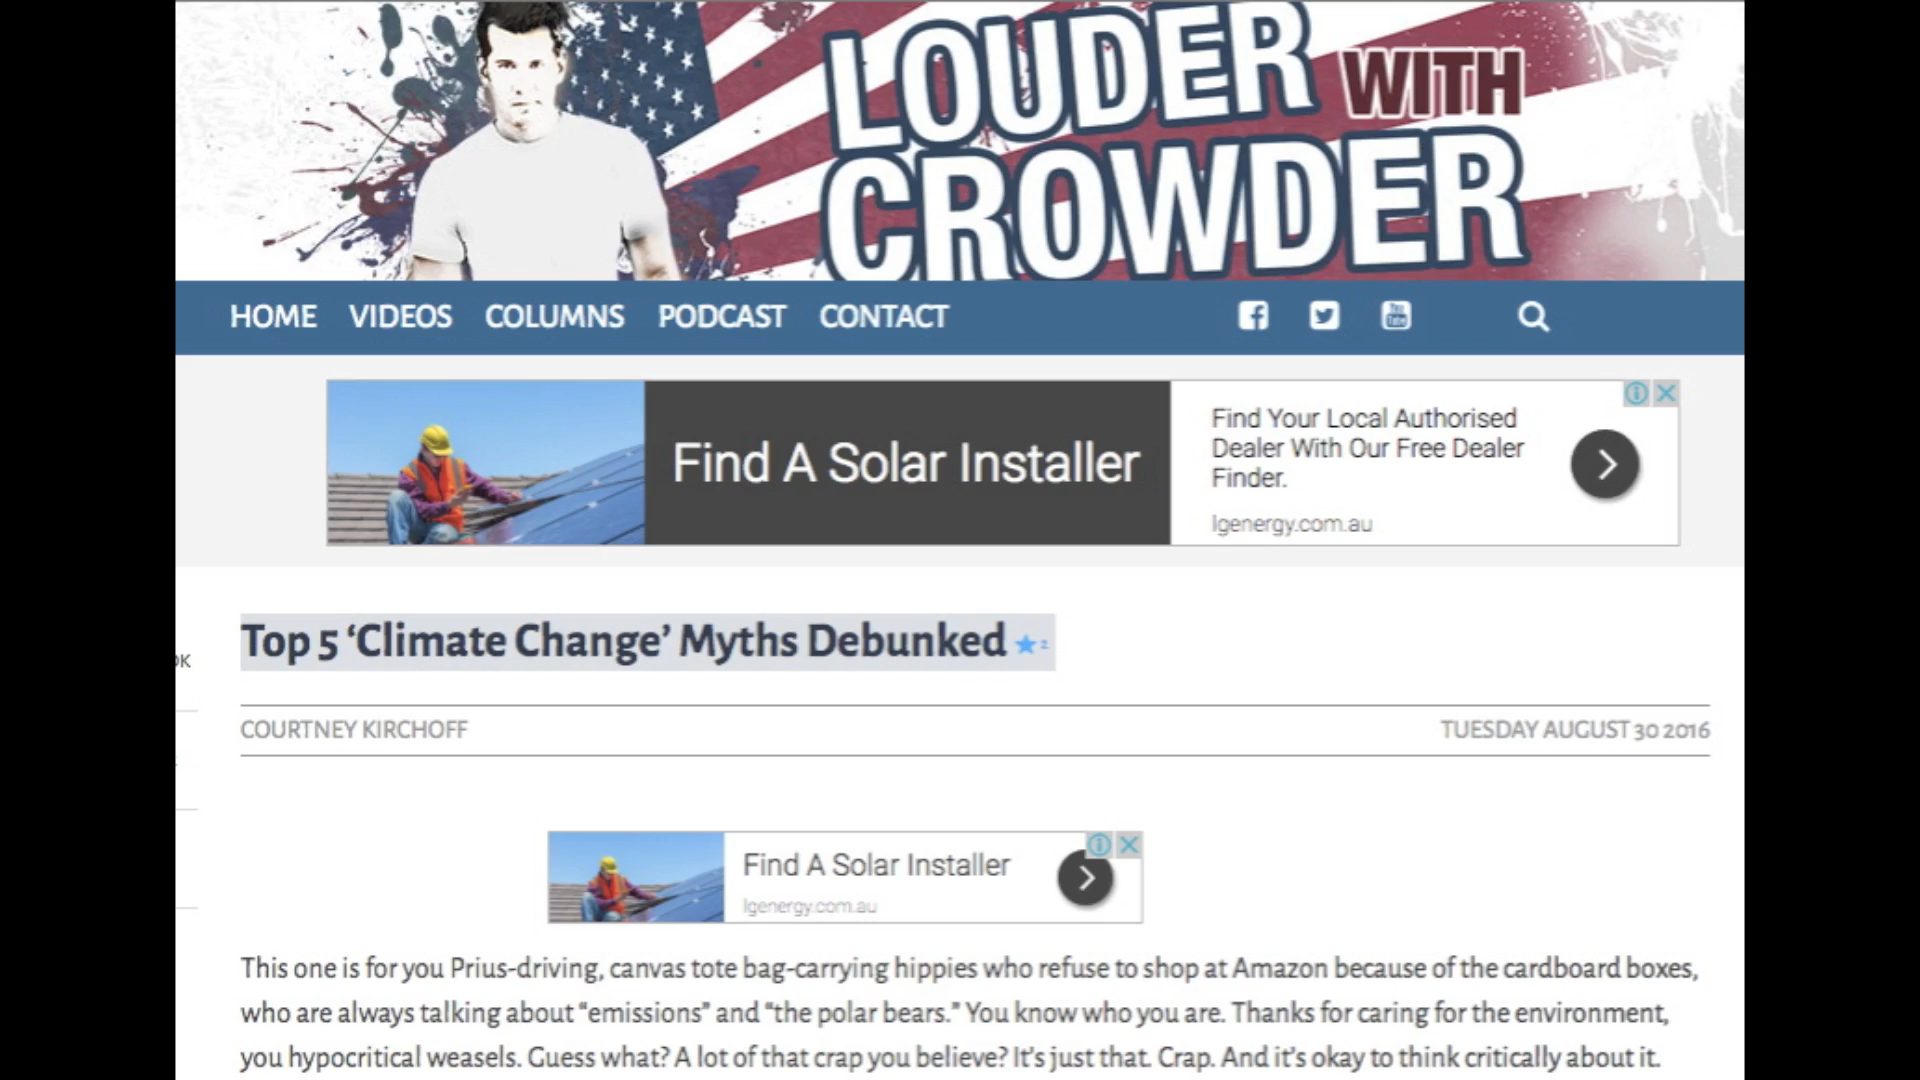 LOUDER WITH
CROWDER
HOME VIDEOS COLUMNS PODCAST CONTACT
Find A Solar Installer
Find Your Local Authorised
Dealer With Our Free Dealer
Finder.
lgenergy.com.au
Top 5 ‘Climate Change’ Myths Debunked
COURTNEY KIRCHOFF
TUESDAY AUGUST 30 2016
Find A Solar Installer
lgenergy.com.au
This one is for you Prius-driving, canvas tote bag-carrying hippies who refuse to shop at Amazon because of the cardboard boxes,
who are always talking about “emissions” and “the polar bears.” You know who you are. Thanks for caring for the environment,
you hypocritical weasels. Guess what? A lot of that crap you believe? It’s just that. Crap. And it’s okay to think critically about it.